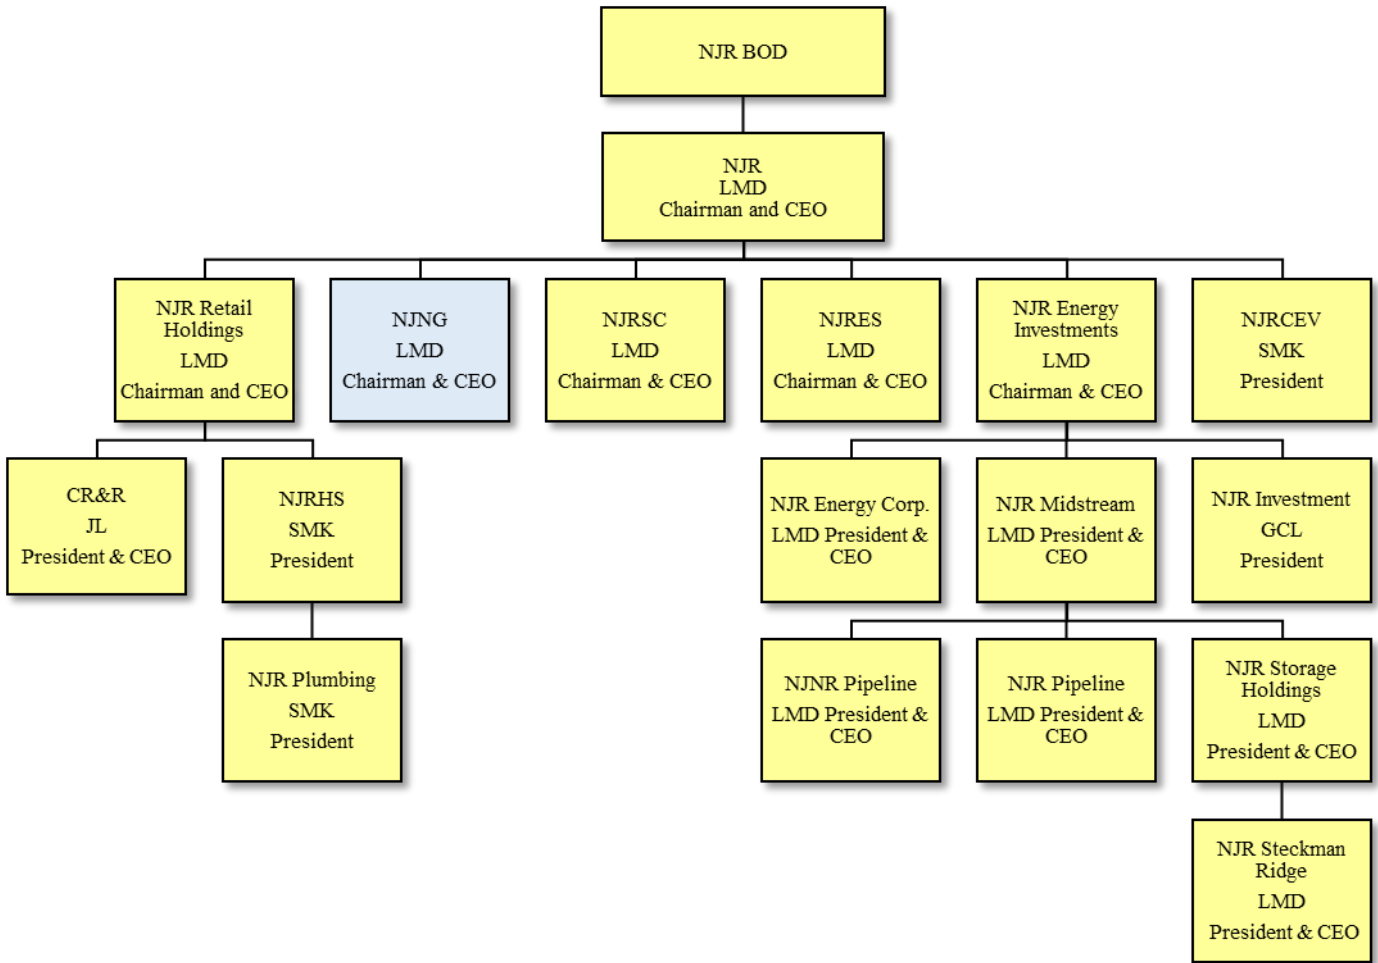 NJR BOD
NJR
LMD
Chairman and CEO
NJR Retail
Holdings
LMD
Chairman and CEO
NJNG
LMD
Chairman & CEO
NJRSC
LMD
Chairman & CEO
NJRES
LMD
Chairman & CEO
NJR Energy
Investments
LMD
Chairman & CEO
NJRCEV
SMK
President
CR&R
JL
President & CEO
NJRHS
SMK
President
NJR Energy Corp.
LMD President &
CEO
NJR Midstream
LMD President &
CEO
NJR Investment
GCL
President
NJR Plumbing
SMK
President
NJNR Pipeline
LMD President &
CEO
NJR Pipeline
LMD President &
CEO
NJR Storage
Holdings
LMD
President & CEO
NJR Steckman
Ridge
LMD
President & CEO